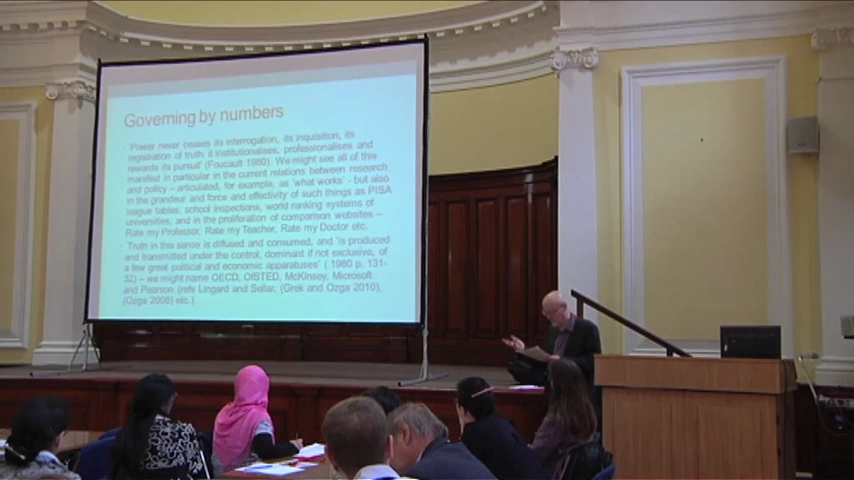 Governing by numbers
· 'Power never ceases its interrogation, its inquisition, its
registration of truth: it institutionalises, professionalises and
rewards its pursuit' (Foucault 1980). We might see all of this
manifest in particular in the current relations between research
and policy – articulated, for example, as 'what works' - but also
in the grandeur and force and effectivity of such things as PISA
league tables, school inspections, world ranking systems of
universities, and in the proliferation of comparison websites –
Rate my Professor, Rate my Teacher, Rate my Doctor etc.
· Truth in this sense is diffused and consumed, and 'is produced
and transmitted under the control, dominant if not exclusive, of
a few great political and economic apparatuses' ( 1980 p. 131-
32) – we might name OECD, OfSTED, McKinsey, Microsoft
and Pearson (refs Lingard and Sellar, (Grek and Ozga 2010),
(Ozga 2008) etc.).